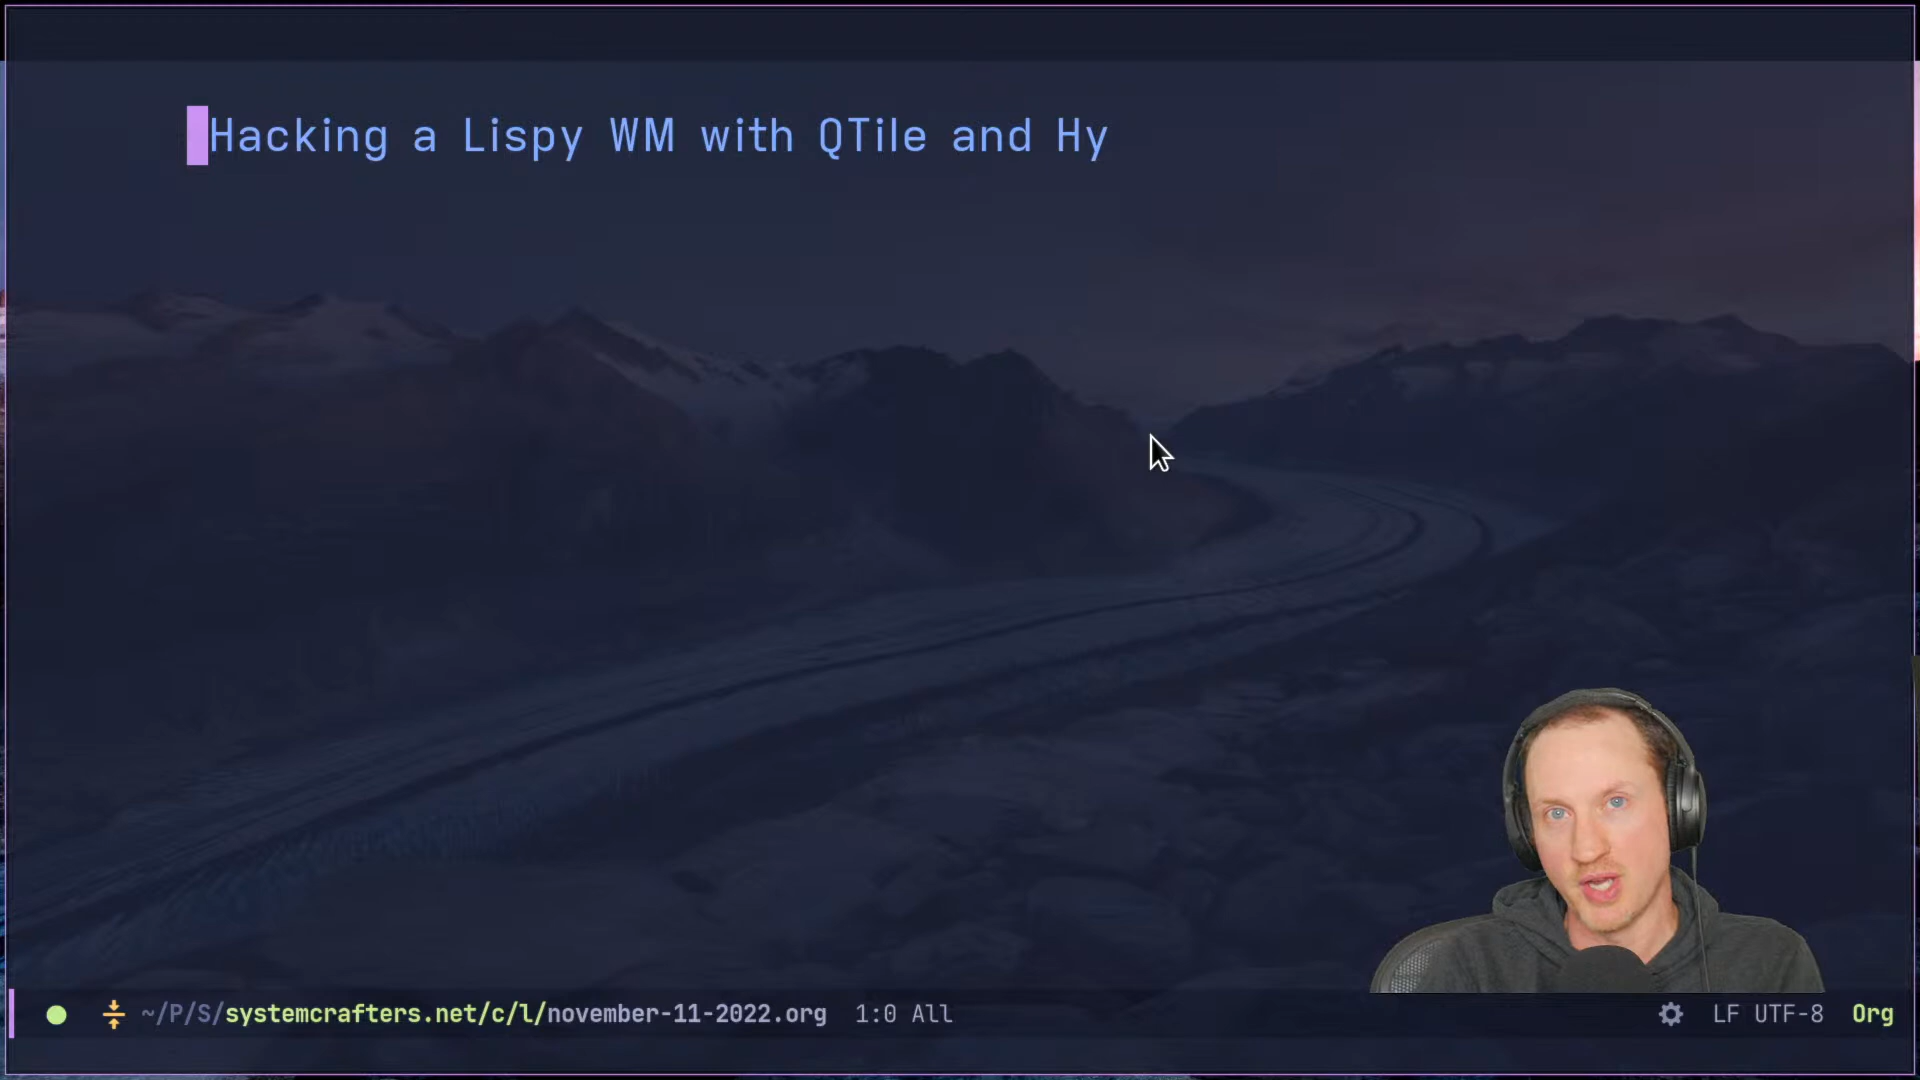 Hacking a Lispy WM with QTile and Hy
~/P/S/systemcrafters.net/c/l/november-11-2022.org 1:0 All LF UTF-8 Org